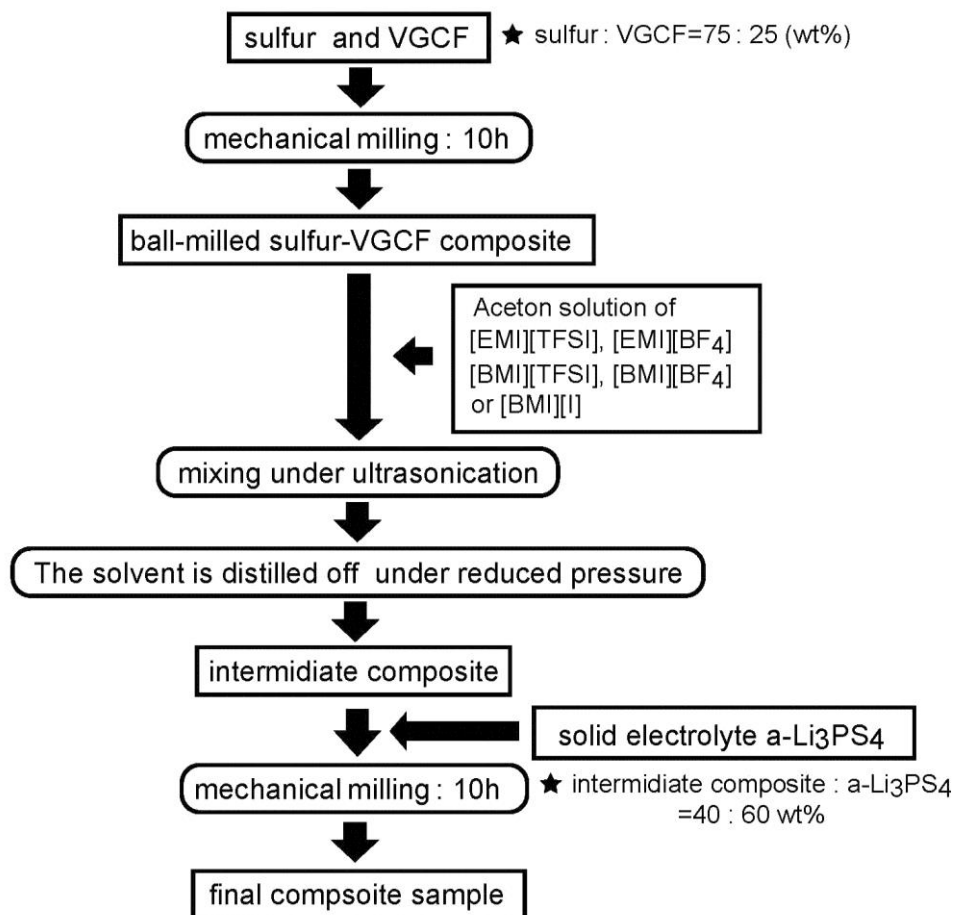 sulfur and VGCF
★ sulfur : VGCF=75 : 25 (wt%)
mechanical milling : 10h
ball-milled sulfur-VGCF composite
Aceton solution of
[EMI][TFSI], [EMI][BF4]
[BMI][TFSI], [BMI][BF4]
or [BMI][I]
mixing under ultrasonication
The solvent is distilled off under reduced pressure
intermidiate composite
solid electrolyte a-Li3PS4
mechanical milling : 10h
★ intermidiate composite : a-Li3PS4
=40 : 60 wt%
final compsoite sample